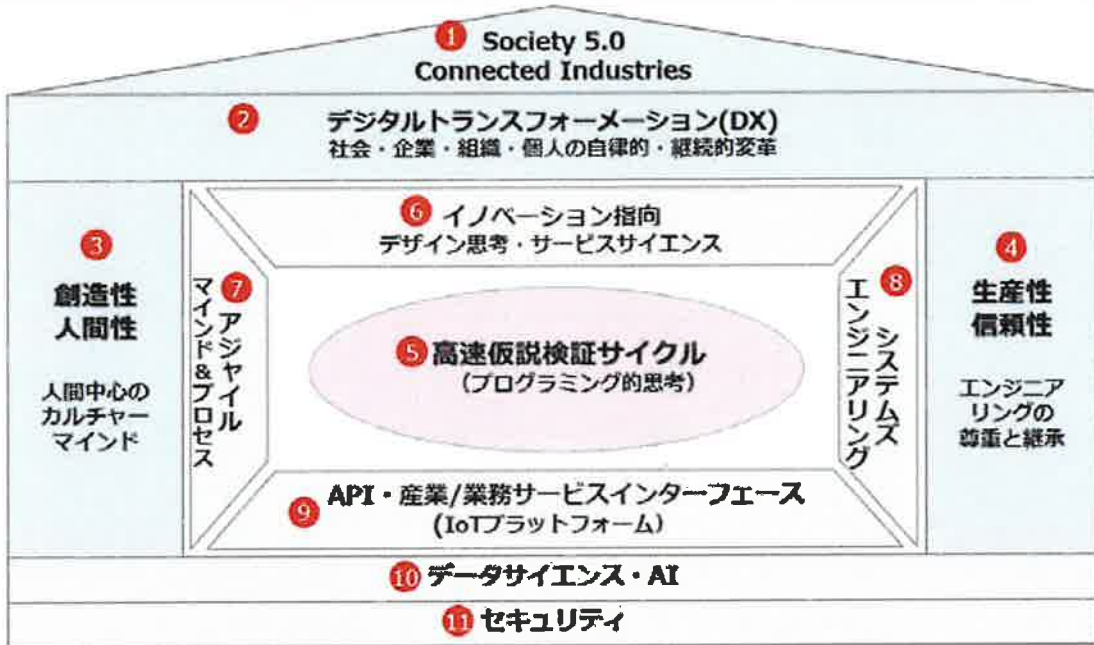 1 Society 5.0
Connected Industries
2 デジタルトランスフォーメーション(DX)
社会・企業・組織・個人の自律的・継続的変革
3
創造性
人間性
人間中心の
カルチャー
マインド
4
生産性
信頼性
エンジニア
リングの
尊重と継承
6 イノベーション指向
デザイン思考・サービスサイエンス
7 アジャイル
マインド&プロセス
8 システムズ
エンジニアリング
5 高速仮説検証サイクル
(プログラミング的思考)
9 API・産業/業務サービスインターフェース
(IoTプラットフォーム)
10 データサイエンス・AI
11 セキュリティ